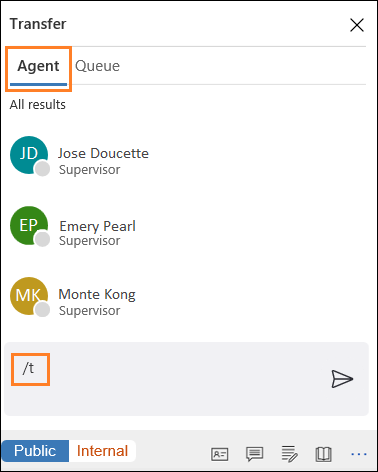 Transfer
Agent Queue
All results
JD Jose Doucette
Supervisor
EP Emery Pearl
Supervisor
MK Monte Kong
Supervisor
/t
Public Internal